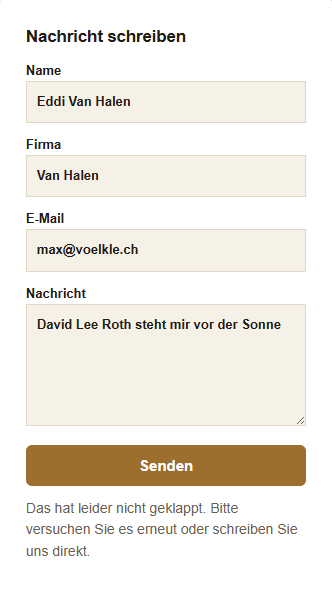 Nachricht schreiben
Name
Eddi Van Halen
Firma
Van Halen
E-Mail
max@voelkle.ch
Nachricht
David Lee Roth steht mir vor der Sonne
Senden
Das hat leider nicht geklappt. Bitte
versuchen Sie es erneut oder schreiben Sie
uns direkt.